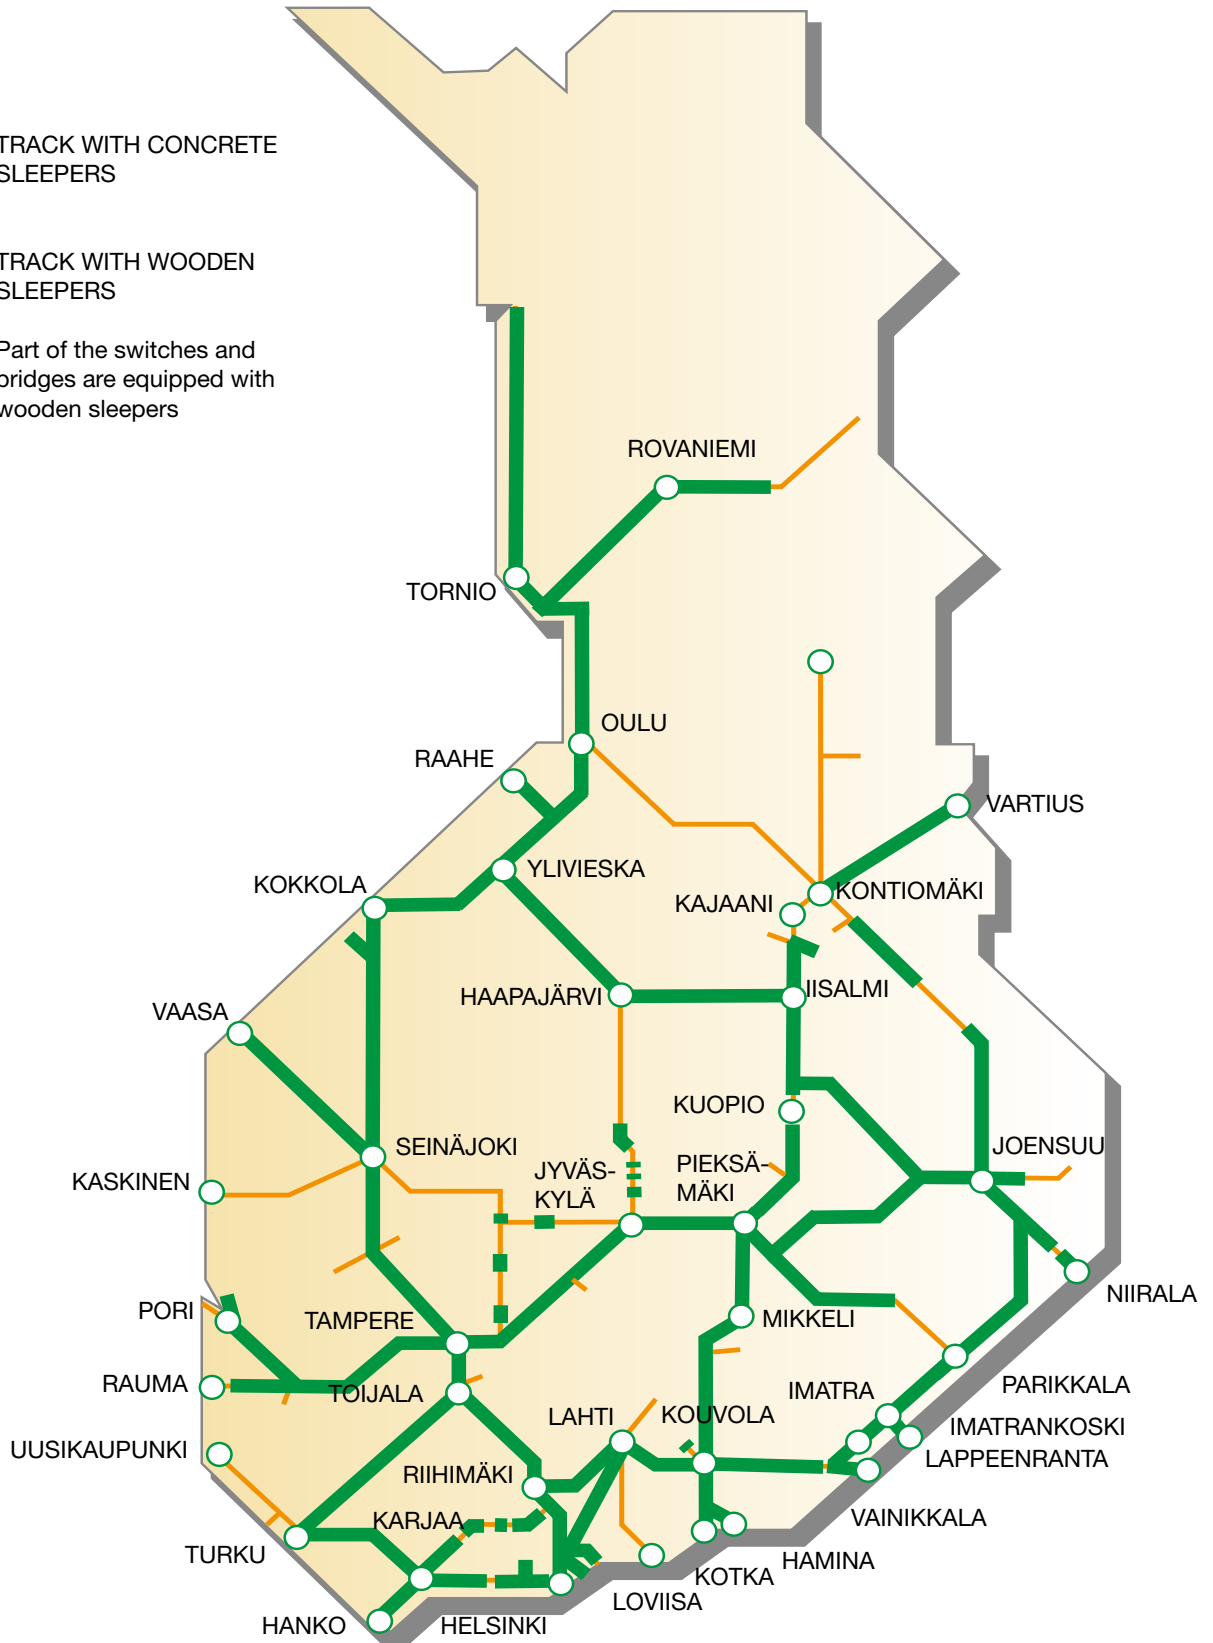 TRACK WITH CONCRETE
SLEEPERS
TRACK WITH WOODEN
SLEEPERS
Part of the switches and
bridges are equipped with
wooden sleepers
ROVANIEMI
TORNIO
OULU
RAAHE
VARTIUS
YLIVIESKA
KOKKOLA
KAJAANI
KONTIOMÄKI
HAAPAJÄRVI
IISALMI
VAASA
KUOPIO
SEINÄJOKI
JOENSUU
JYVÄS-
KYLÄ
PIEKSÄ-
MÄKI
KASKINEN
NIIRALA
PORI
TAMPERE
MIKKELI
RAUMA
TOIJALA
IMATRA
PARIKKALA
LAHTI
KOUVOLA
IMATRANKOSKI
UUSIKAUPUNKI
LAPPEENRANTA
RIIHIMÄKI
KARJAA
VAINIKKALA
TURKU
HAMINA
KOTKA
LOVIISA
HANKO
HELSINKI